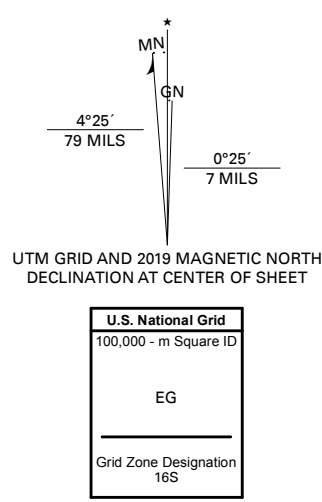 ★
MN
GN
4°25´
79 MILS
0°25´
7 MILS
UTM GRID AND 2019 MAGNETIC NORTH
DECLINATION AT CENTER OF SHEET
U.S. National Grid
100,000 - m Square ID
EG
Grid Zone Designation
16S